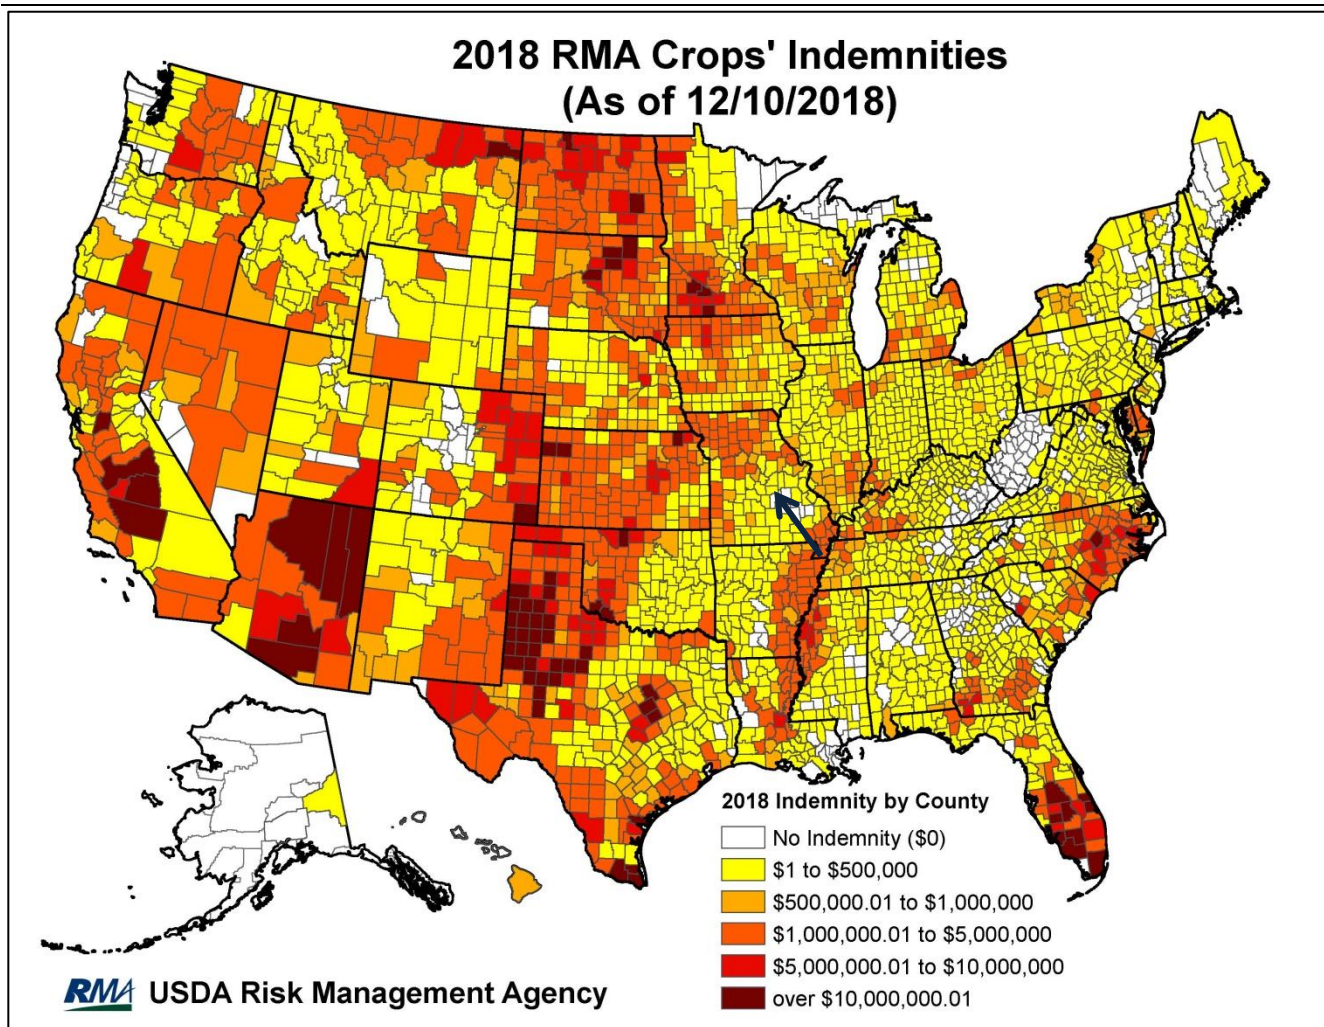 2018 RMA Crops' Indemnities
(As of 12/10/2018)
2018 Indemnity by County
No Indemnity ($0)
$1 to $500,000
$500,000.01 to $1,000,000
$1,000,000.01 to $5,000,000
$5,000,000.01 to $10,000,000
over $10,000,000.01
RMA USDA Risk Management Agency